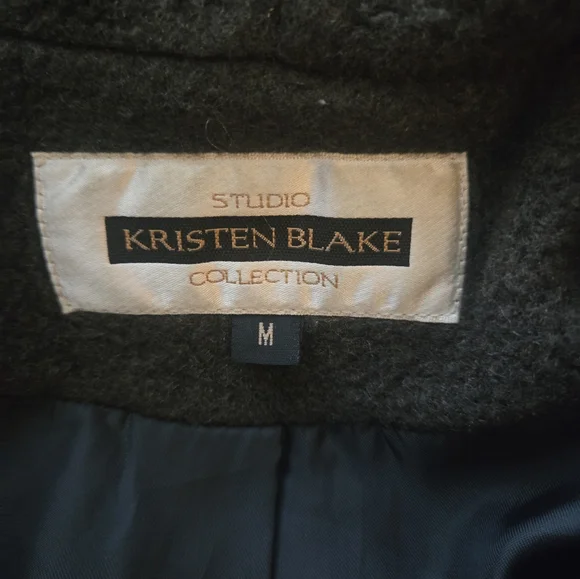 STUDIO
KRISTEN BLAKE
COLLECTION
M